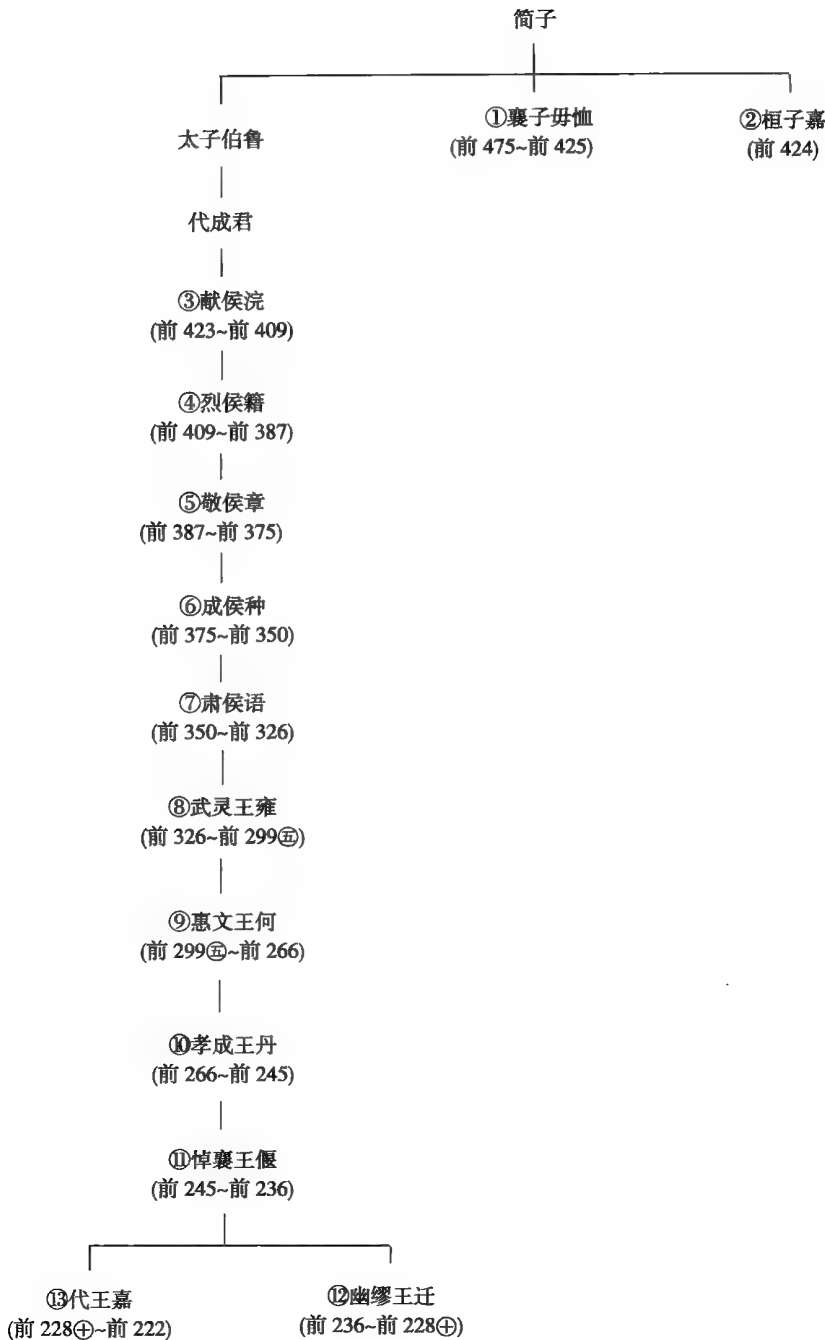 简子
太子伯鲁
①襄子毋恤
(前 475~前 425)
②桓子嘉
(前 424)
代成君
③献侯浣
(前 423~前 409)
④烈侯籍
(前 409~前 387)
⑤敬侯章
(前 387~前 375)
⑥成侯种
(前 375~前 350)
⑦肃侯语
(前 350~前 326)
⑧武灵王雍
(前 326~前 299㊄)
⑨惠文王何
(前 299㊄~前 266)
⑩孝成王丹
(前 266~前 245)
⑪悼襄王偃
(前 245~前 236)
⑬代王嘉
(前 228㊉~前 222)
⑫幽缪王迁
(前 236~前 228㊉)